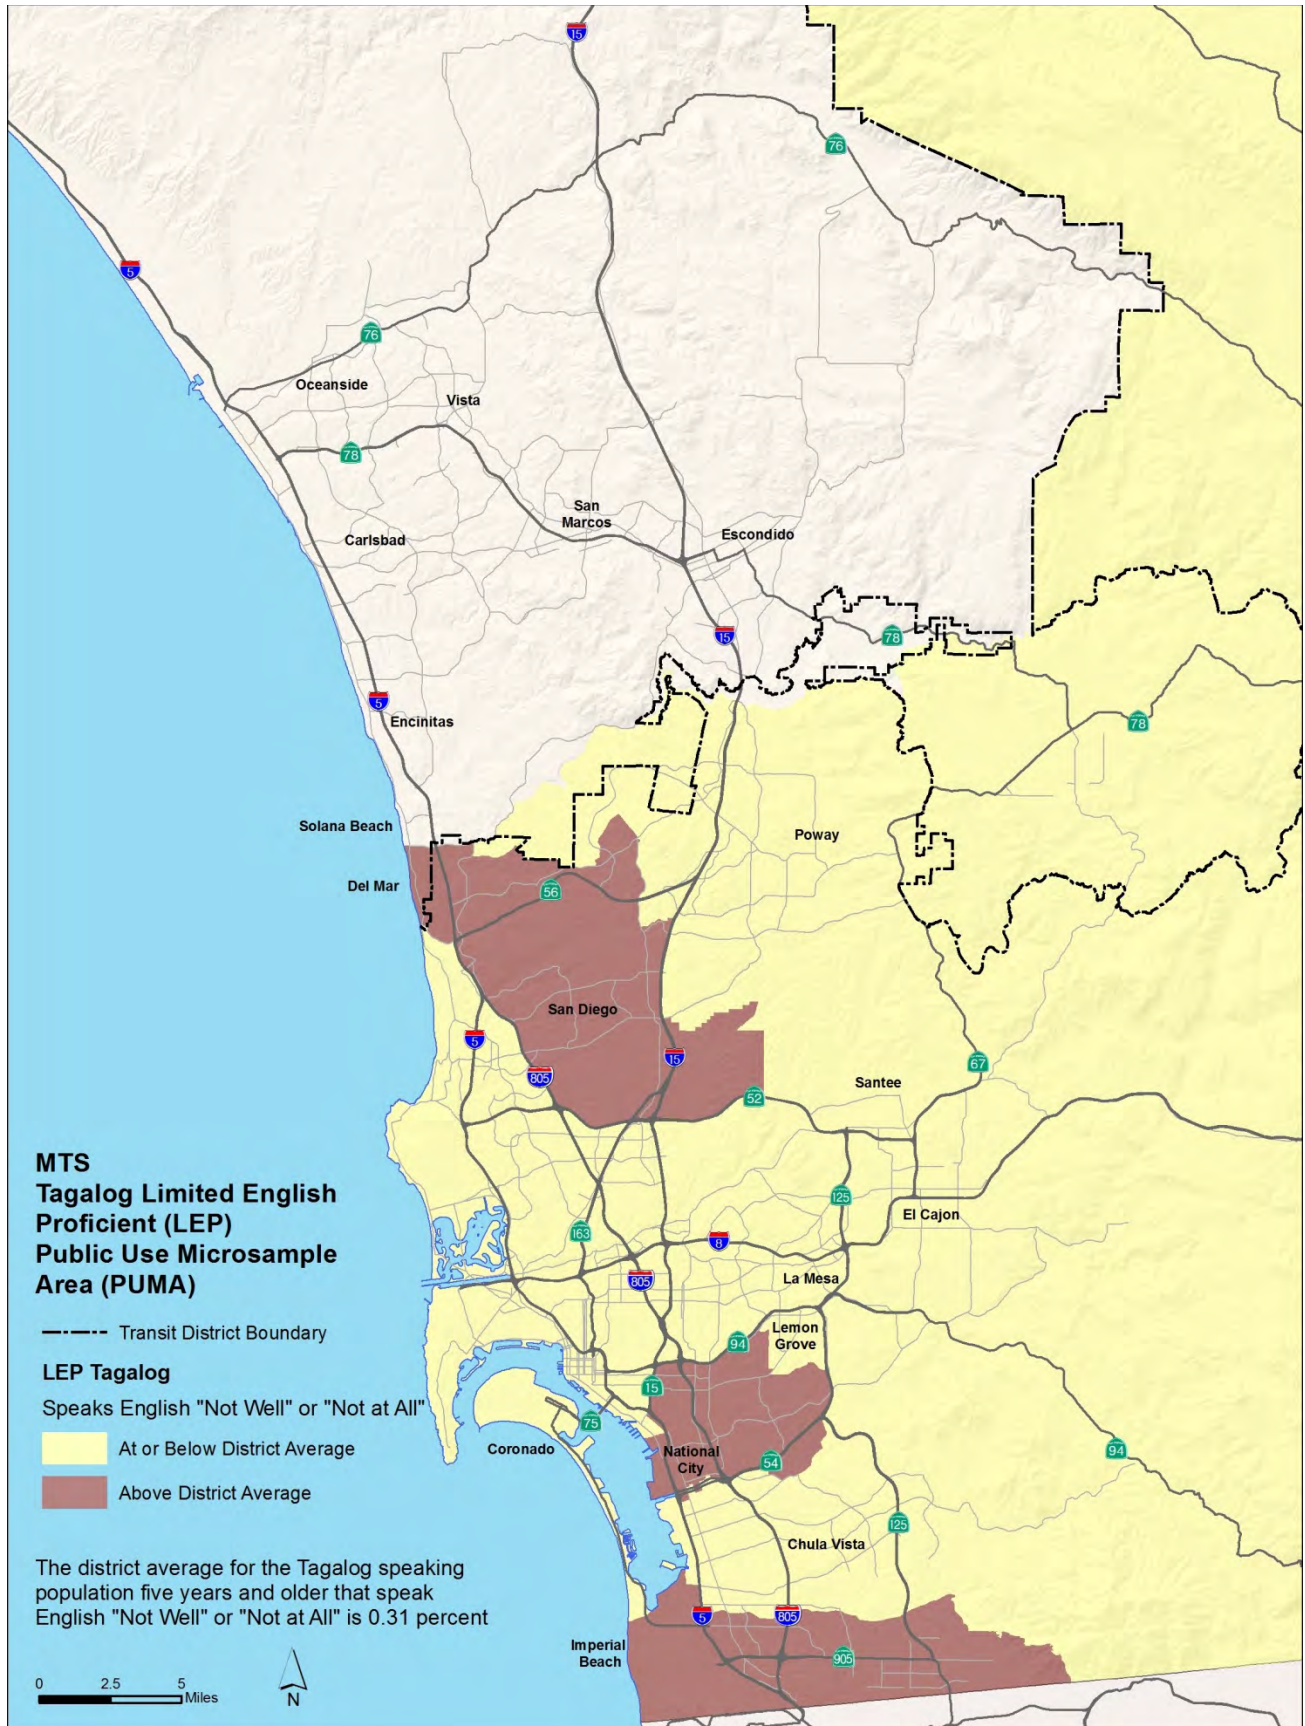 15
76
5
76
Oceanside
Vista
78
San
Marcos
Escondido
Carlsbad
15
78
5
Encinitas
78
Solana Beach
Poway
Del Mar
56
San Diego
5
15
67
805
Santee
52
MTS
Tagalog Limited English
Proficient (LEP)
Public Use Microsample
Area (PUMA)
125
El Cajon
163
8
805
La Mesa
Transit District Boundary
Lemon
Grove
94
LEP Tagalog
15
Speaks English "Not Well" or "Not at All"
75
At or Below District Average
Coronado
National
City
54
94
Above District Average
125
Chula Vista
The district average for the Tagalog speaking
population five years and older that speak
English "Not Well" or "Not at All" is 0.31 percent
5
805
Imperial
Beach
905
0 2.5 5
Miles
N